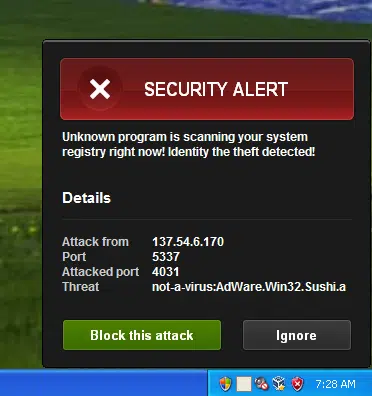 SECURITY ALERT
Unknown program is scanning your system
registry right now! Identity the theft detected!
Details
Attack from 137.54.6.170
Port 5337
Attacked port 4031
Threat not-a-virus:AdWare.Win32.Sushi.a
Block this attack Ignore
7:28 AM